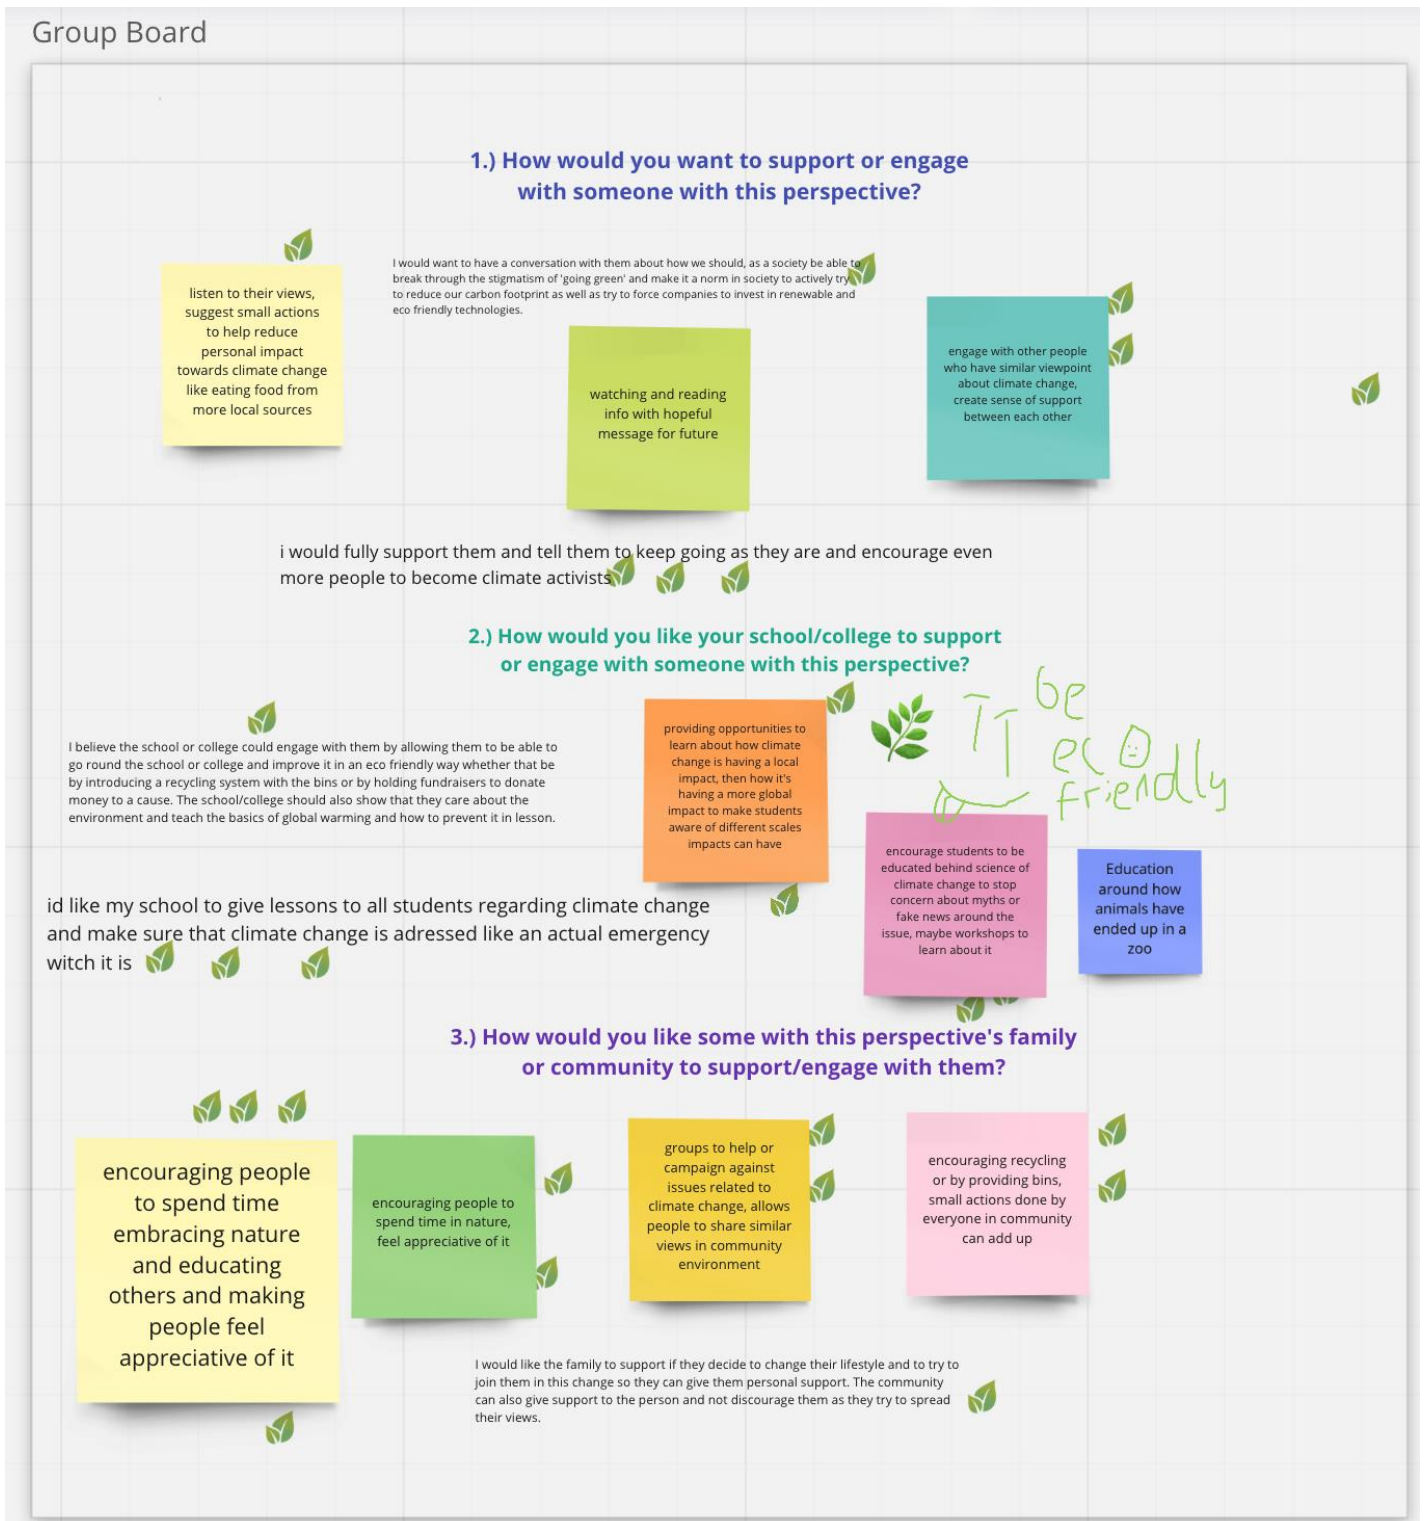 Group Board
1.) How would you want to support or engage
with someone with this perspective?
listen to their views,
suggest small actions
to help reduce
personal impact
towards climate change
like eating food from
more local sources
I would want to have a conversation with them about how we should, as a society be able to
break through the stigmatism of 'going green' and make it a norm in society to actively try
to reduce our carbon footprint as well as try to force companies to invest in renewable and
eco friendly technologies.
watching and reading
info with hopeful
message for future
engage with other people
who have similar viewpoint
about climate change,
create sense of support
between each other
i would fully support them and tell them to keep going as they are and encourage even
more people to become climate activists
2.) How would you like your school/college to support
or engage with someone with this perspective?
I believe the school or college could engage with them by allowing them to be able to
go round the school or college and improve it in an eco friendly way whether that be
by introducing a recycling system with the bins or by holding fundraisers to donate
money to a cause. The school/college should also show that they care about the
environment and teach the basics of global warming and how to prevent it in lesson.
providing opportunities to
learn about how climate
change is having a local
impact, then how it's
having a more global
impact to make students
aware of different scales
impacts can have
be
eco
friendly
encourage students to be
educated behind science of
climate change to stop
concern about myths or
fake news around the
issue, maybe workshops to
learn about it
Education
around how
animals have
ended up in a
zoo
id like my school to give lessons to all students regarding climate change
and make sure that climate change is adressed like an actual emergency
witch it is
3.) How would you like some with this perspective's family
or community to support/engage with them?
encouraging people
to spend time
embracing nature
and educating
others and making
people feel
appreciative of it
encouraging people to
spend time in nature,
feel appreciative of it
groups to help or
campaign against
issues related to
climate change, allows
people to share similar
views in community
environment
encouraging recycling
or by providing bins,
small actions done by
everyone in community
can add up
I would like the family to support if they decide to change their lifestyle and to try to
join them in this change so they can give them personal support. The community
can also give support to the person and not discourage them as they try to spread
their views.